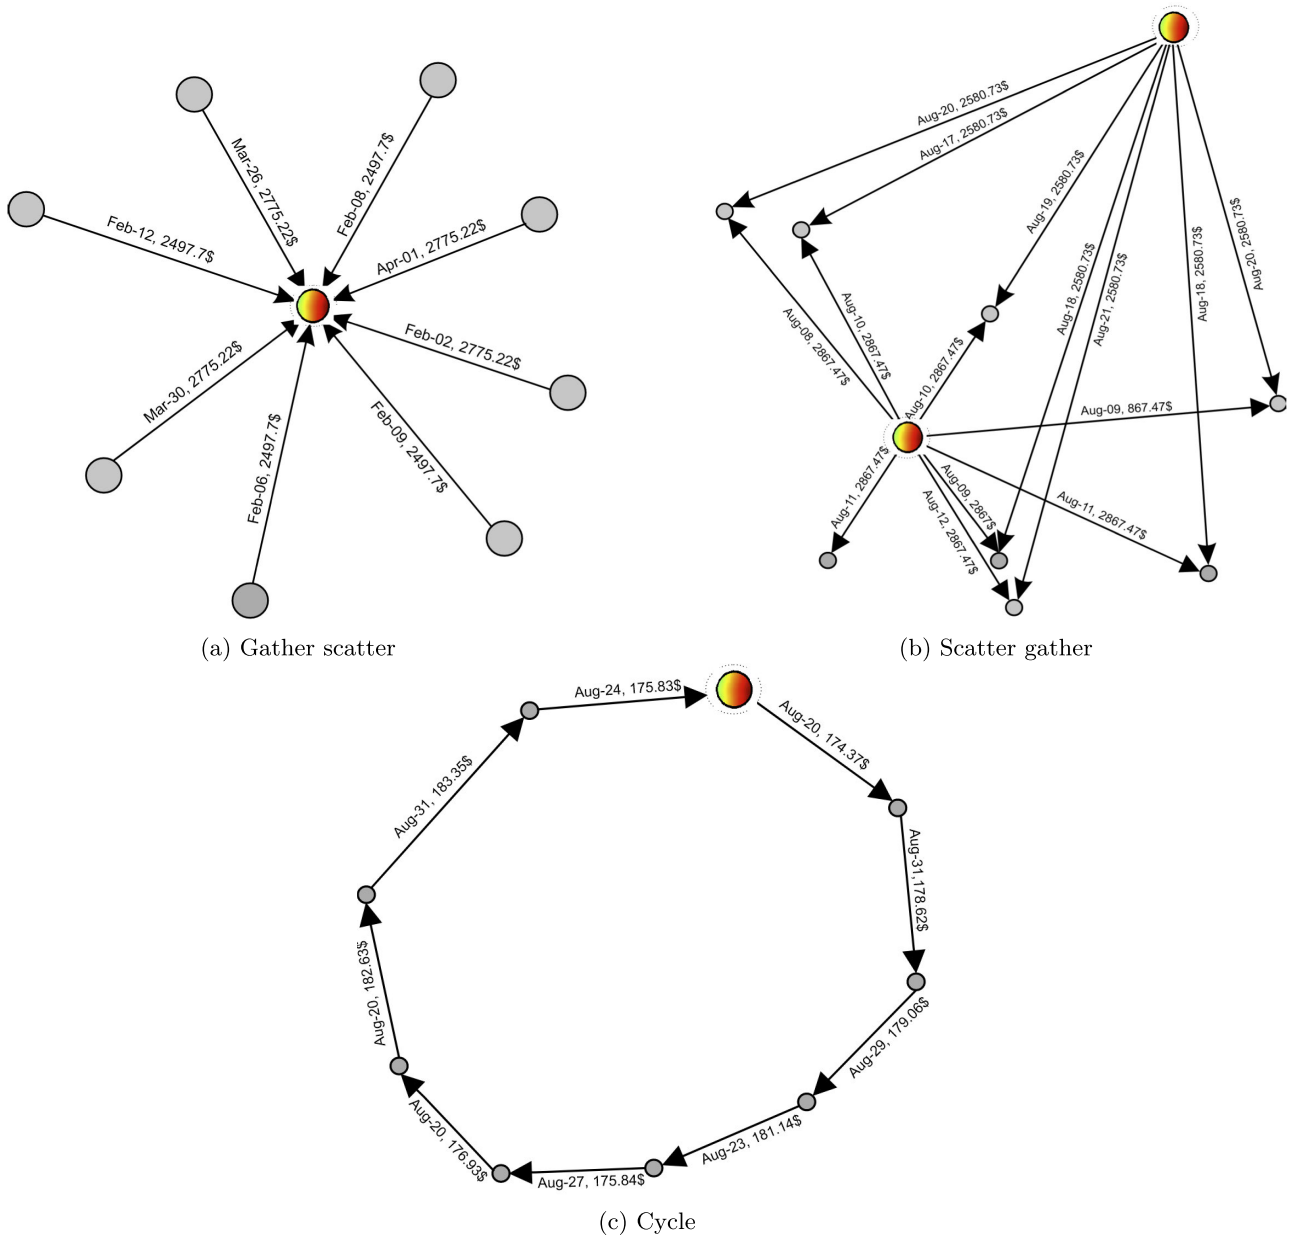 Mar-26, 2775.22$
Feb-08, 2497.7$
Feb-12, 2497.7$
Apr-01, 2775.22$
Feb-02, 2775.22$
Mar-30, 2775.22$
Feb-06, 2497.7$
Feb-09, 2497.7$
(a) Gather scatter
Aug-20, 2580.73$
Aug-17, 2580.73$
Aug-19, 2580.73$
Aug-18, 2580.73$
Aug-21, 2580.73$
Aug-18, 2580.73$
Aug-20, 2580.73$
Aug-08, 2867.47$
Aug-10, 2867.47$
Aug-10, 2867.47$
Aug-09, 867.47$
Aug-11, 2867.47$
Aug-09, 2867$
Aug-12, 2867.47$
Aug-11, 2867.47$
(b) Scatter gather
Aug-24, 175.83$
Aug-20, 174.37$
Aug-31, 183.35$
Aug-31,178.62$
Aug-20, 182.63$
Aug-29, 179.06$
Aug-20, 176.93$
Aug-23, 181.14$
Aug-27, 175.84$
(c) Cycle